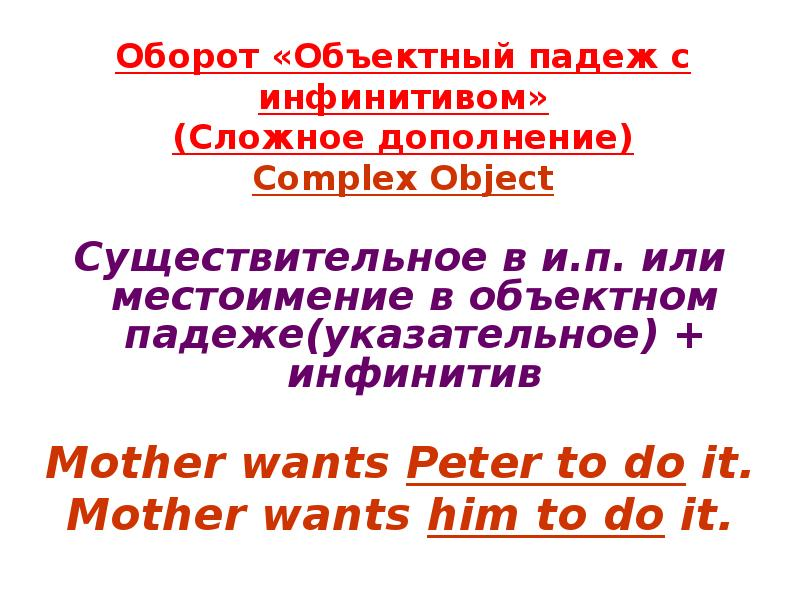 Оборот «Объектный падеж с
инфинитивом»
(Сложное дополнение)
Complex Object
Существительное в и.п. или
местоимение в объектном
падеже(указательное) +
инфинитив
Mother wants Peter to do it.
Mother wants him to do it.